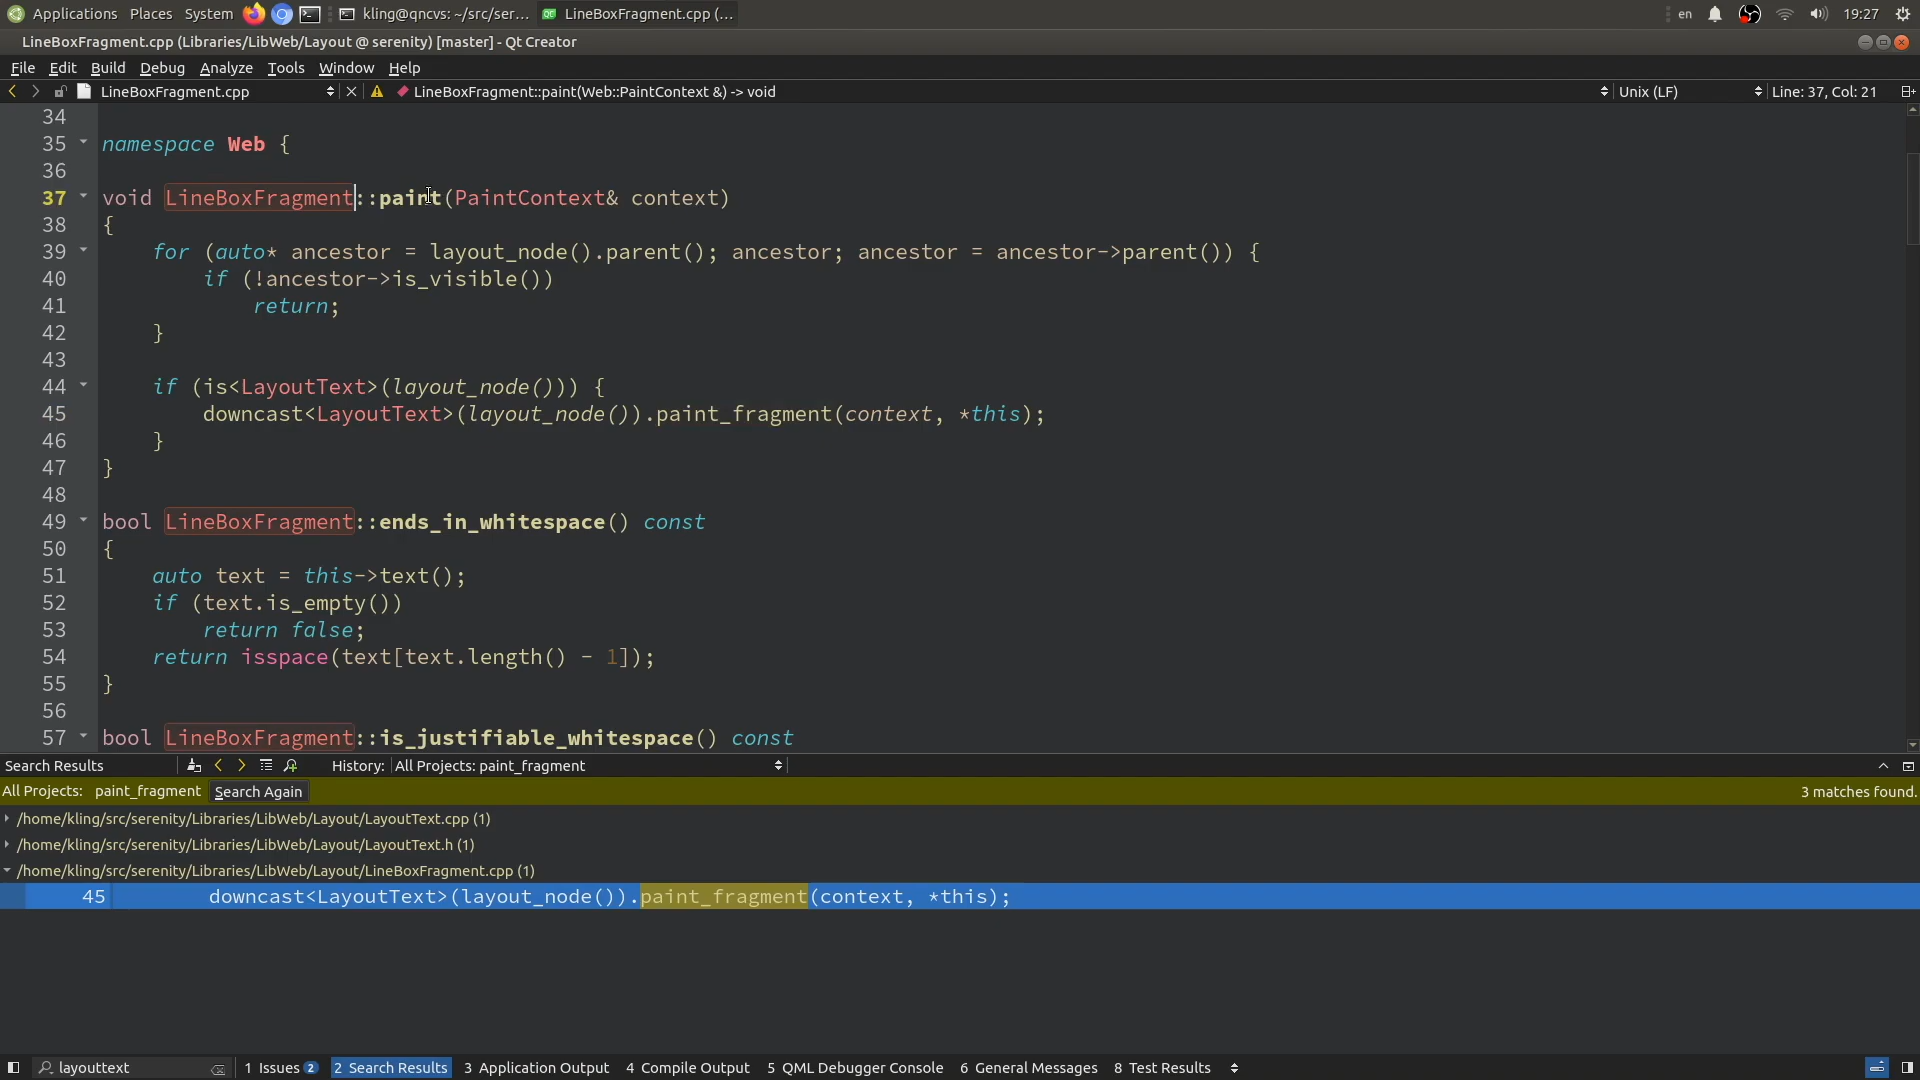 Applications Places System kling@qncvs: ~/src/ser... LineBoxFragment.cpp (... en 19:27
LineBoxFragment.cpp (Libraries/LibWeb/Layout @ serenity) [master] - Qt Creator
File Edit Build Debug Analyze Tools Window Help
LineBoxFragment.cpp LineBoxFragment::paint(Web::PaintContext &) -> void Unix (LF) Line: 37, Col: 21
34
35 namespace Web {
36
37 void LineBoxFragment::paint(PaintContext& context)
38 {
39 for (auto* ancestor = layout_node().parent(); ancestor; ancestor = ancestor->parent()) {
40 if (!ancestor->is_visible())
41 return;
42 }
43
44 if (is<LayoutText>(layout_node())) {
45 downcast<LayoutText>(layout_node()).paint_fragment(context, *this);
46 }
47 }
48
49 bool LineBoxFragment::ends_in_whitespace() const
50 {
51 auto text = this->text();
52 if (text.is_empty())
53 return false;
54 return isspace(text[text.length() - 1]);
55 }
56
57 bool LineBoxFragment::is_justifiable_whitespace() const
Search Results History: All Projects: paint_fragment
All Projects: paint_fragment Search Again 3 matches found.
/home/kling/src/serenity/Libraries/LibWeb/Layout/LayoutText.cpp (1)
/home/kling/src/serenity/Libraries/LibWeb/Layout/LayoutText.h (1)
/home/kling/src/serenity/Libraries/LibWeb/Layout/LineBoxFragment.cpp (1)
45 downcast<LayoutText>(layout_node()).paint_fragment(context, *this);
layouttext 1 Issues 2 2 Search Results 3 Application Output 4 Compile Output 5 QML Debugger Console 6 General Messages 8 Test Results